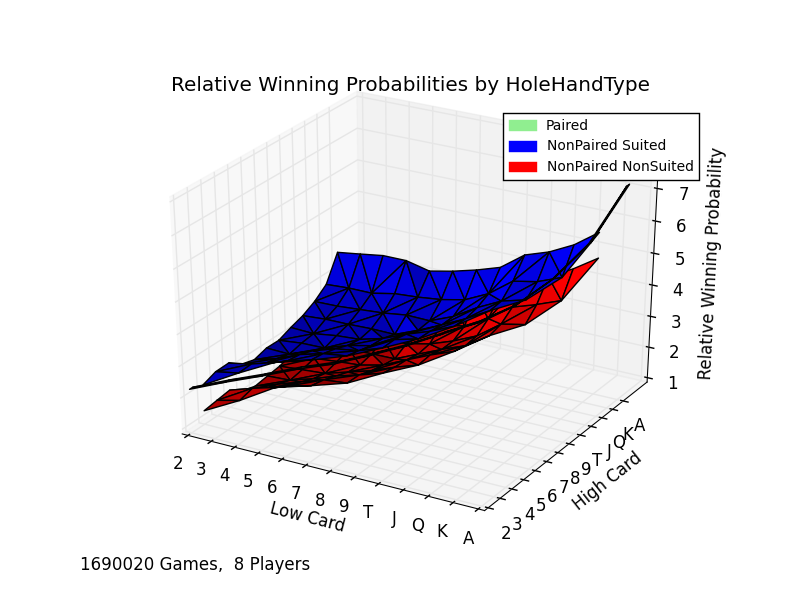 Relative Winning Probabilities by HoleHandType
Paired
NonPaired Suited
NonPaired NonSuited
7
6
5
4
3
2
1
Relative Winning Probability
2 3 4 5 6 7 8 9 T J Q K A
Low Card
2 3 4 5 6 7 8 9 T J Q K A
High Card
1690020 Games,  8 Players